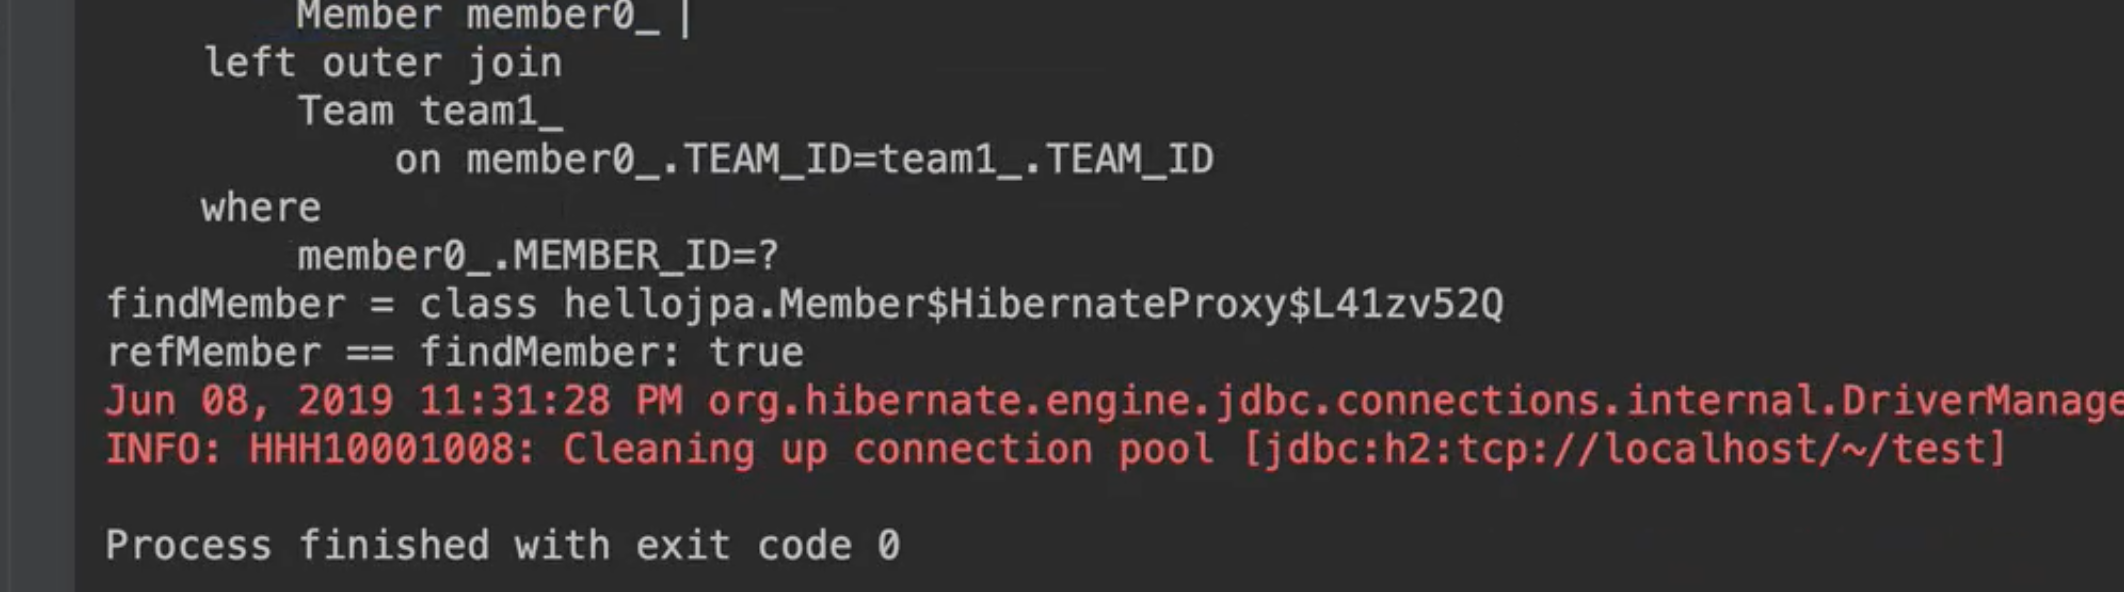 Member member0_
left outer join
Team team1_
on member0_.TEAM_ID=team1_.TEAM_ID
where
member0_.MEMBER_ID=?
findMember = class hellojpa.Member$HibernateProxy$L41zv52Q
refMember == findMember: true
Jun 08, 2019 11:31:28 PM org.hibernate.engine.jdbc.connections.internal.DriverManage
INFO: HHH10001008: Cleaning up connection pool [jdbc:h2:tcp://localhost/~/test]
Process finished with exit code 0